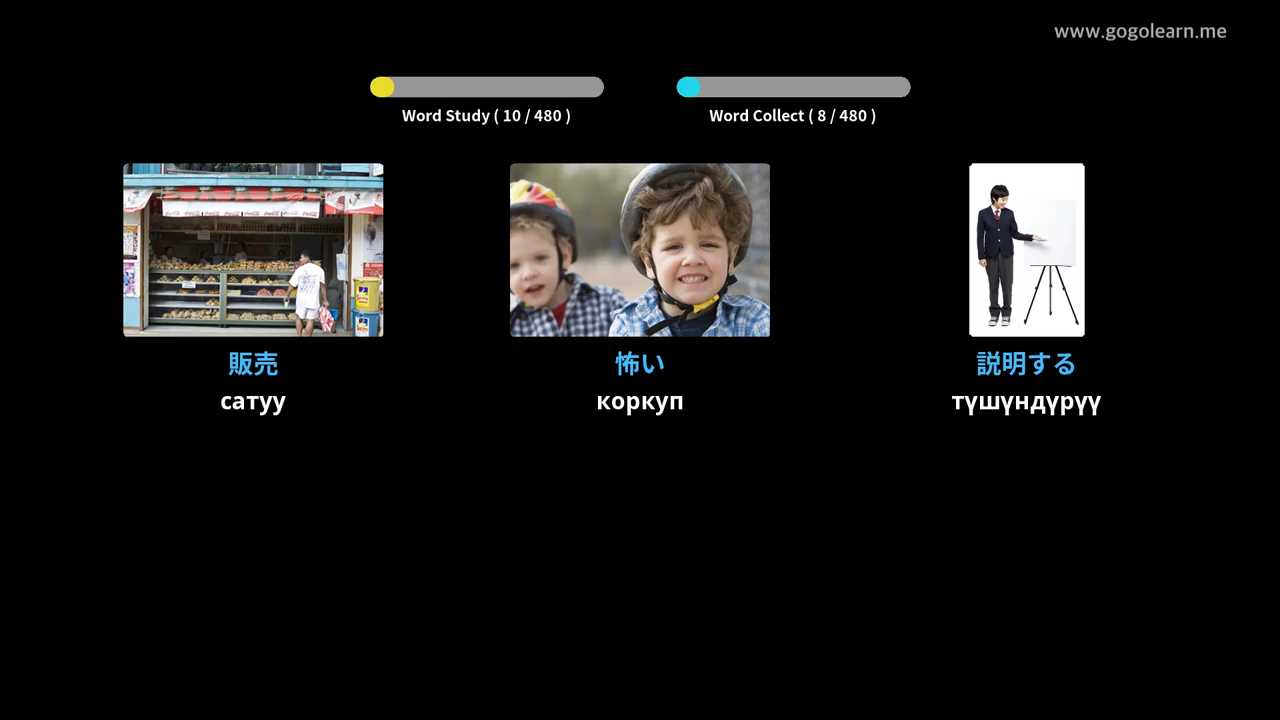 www.gogolearn.me
Word Study ( 10 / 480 )
Word Collect ( 8 / 480 )
販売
怖い
説明する
сатуу
коркуп
түшүндүрүү